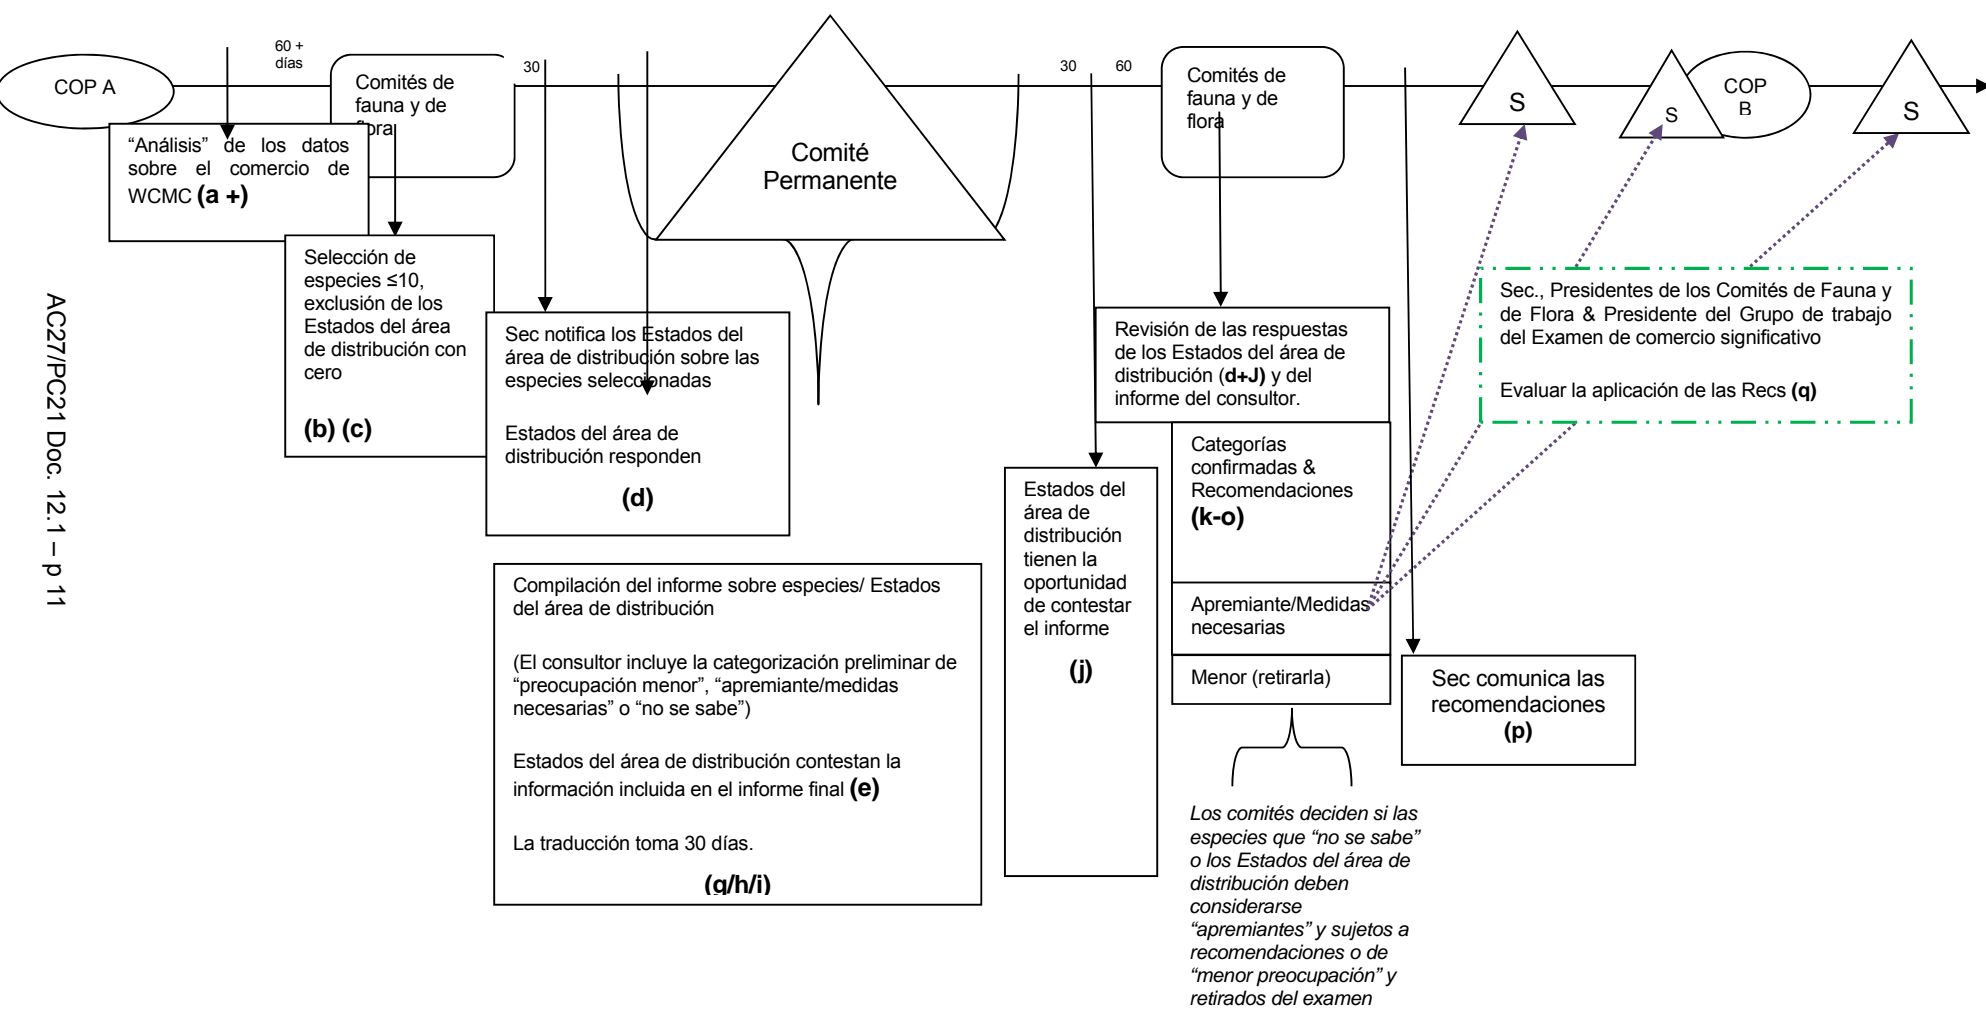 COP A
60 +
días
Comités de
fauna y de
flora
30
Comité
Permanente
30
60
Comités de
fauna y de
flora
S
S
COP
B
S
"Análisis" de los datos
sobre el comercio de
WCMC (a +)
Selección de
especies ≤10,
exclusión de los
Estados del área
de distribución con
cero
(b) (c)
Sec notifica los Estados del
área de distribución sobre las
especies seleccionadas
Estados del área de
distribución responden
(d)
Compilación del informe sobre especies/ Estados
del área de distribución
(El consultor incluye la categorización preliminar de
“preocupación menor”, “apremiante/medidas
necesarias” o “no se sabe”)
Estados del área de distribución contestan la
información incluida en el informe final (e)
La traducción toma 30 días.
(g/h/i)
Estados del
área de
distribución
tienen la
oportunidad
de contestar
el informe
(j)
Revisión de las respuestas
de los Estados del área de
distribución (d+J) y del
informe del consultor.
Categorías
confirmadas &
Recomendaciones
(k-o)
Apremiante/Medidas
necesarias
Menor (retirarla)
Los comités deciden si las
especies que “no se sabe”
o los Estados del área de
distribución deben
considerarse
“apremiantes” y sujetos a
recomendaciones o de
“menor preocupación” y
retirados del examen
Sec comunica las
recomendaciones
(p)
Sec., Presidentes de los Comités de Fauna y
de Flora & Presidente del Grupo de trabajo
del Examen de comercio significativo
Evaluar la aplicación de las Recs (q)
AC27/PC21 Doc. 12.1 – p 11